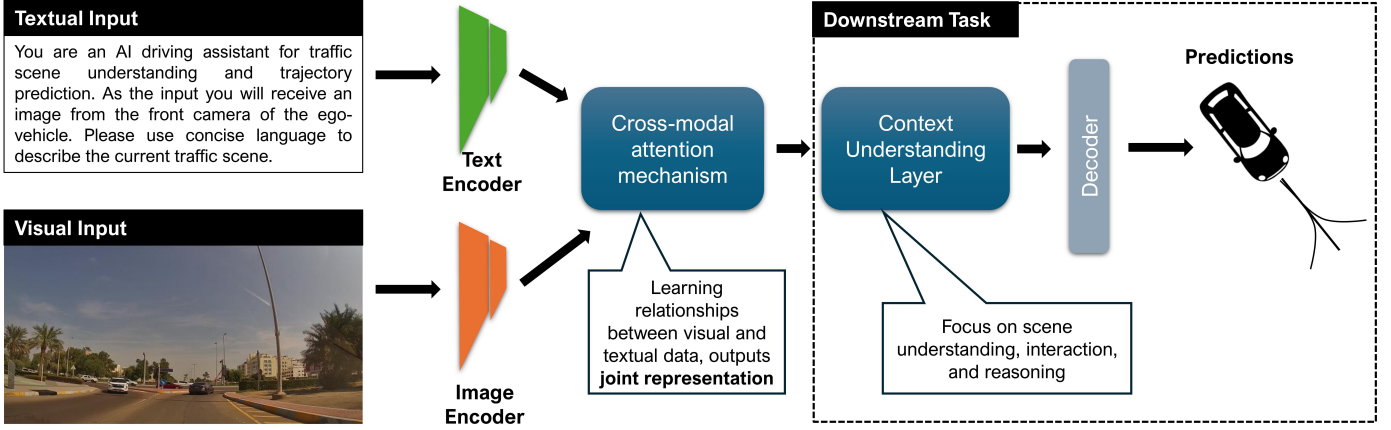 Textual Input
You are an AI driving assistant for traffic
scene understanding and trajectory
prediction. As the input you will receive an
image from the front camera of the ego-
vehicle. Please use concise language to
describe the current traffic scene.
Text
Encoder
Visual Input
Image
Encoder
Cross-modal
attention
mechanism
Learning
relationships
between visual and
textual data, outputs
joint representation
Downstream Task
Context
Understanding
Layer
Focus on scene
understanding, interaction,
and reasoning
Decoder
Predictions